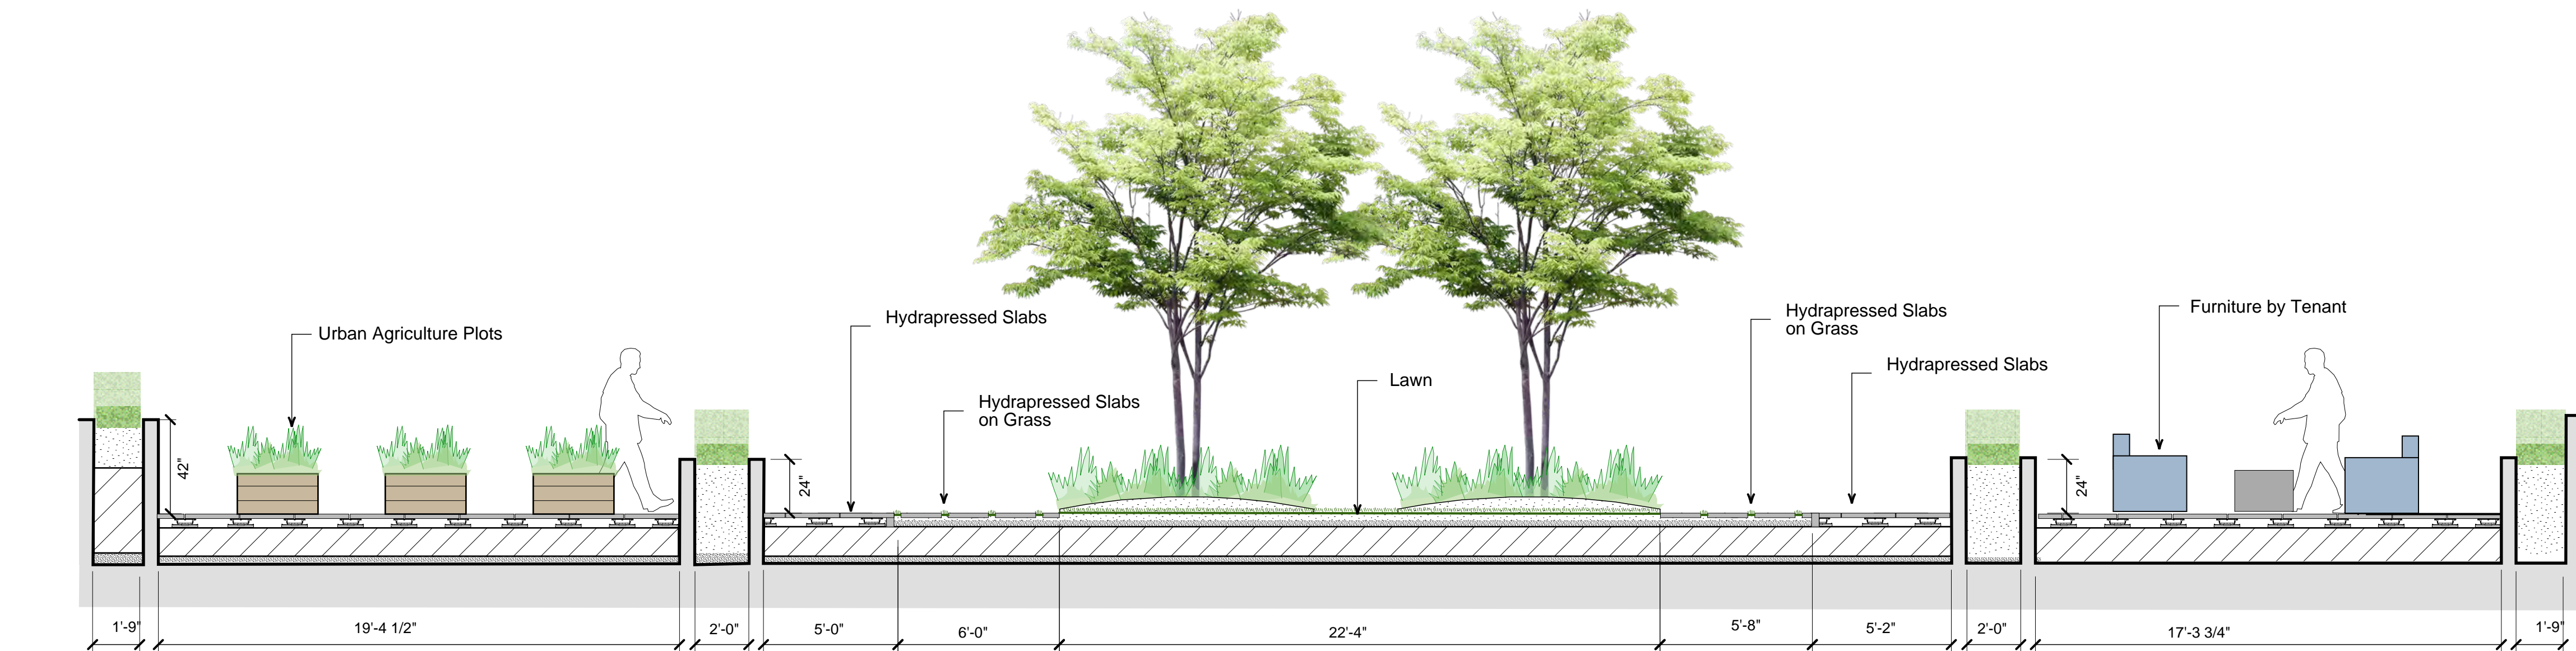 Urban Agriculture Plots
Hydrapressed Slabs
Hydrapressed Slabs
on Grass
Lawn
Hydrapressed Slabs
on Grass
Hydrapressed Slabs
Furniture by Tenant
42"
24"
24"
1'-9"
19'-4 1/2"
2'-0"
5'-0"
6'-0"
22'-4"
5'-8"
5'-2"
2'-0"
17'-3 3/4"
1'-9"